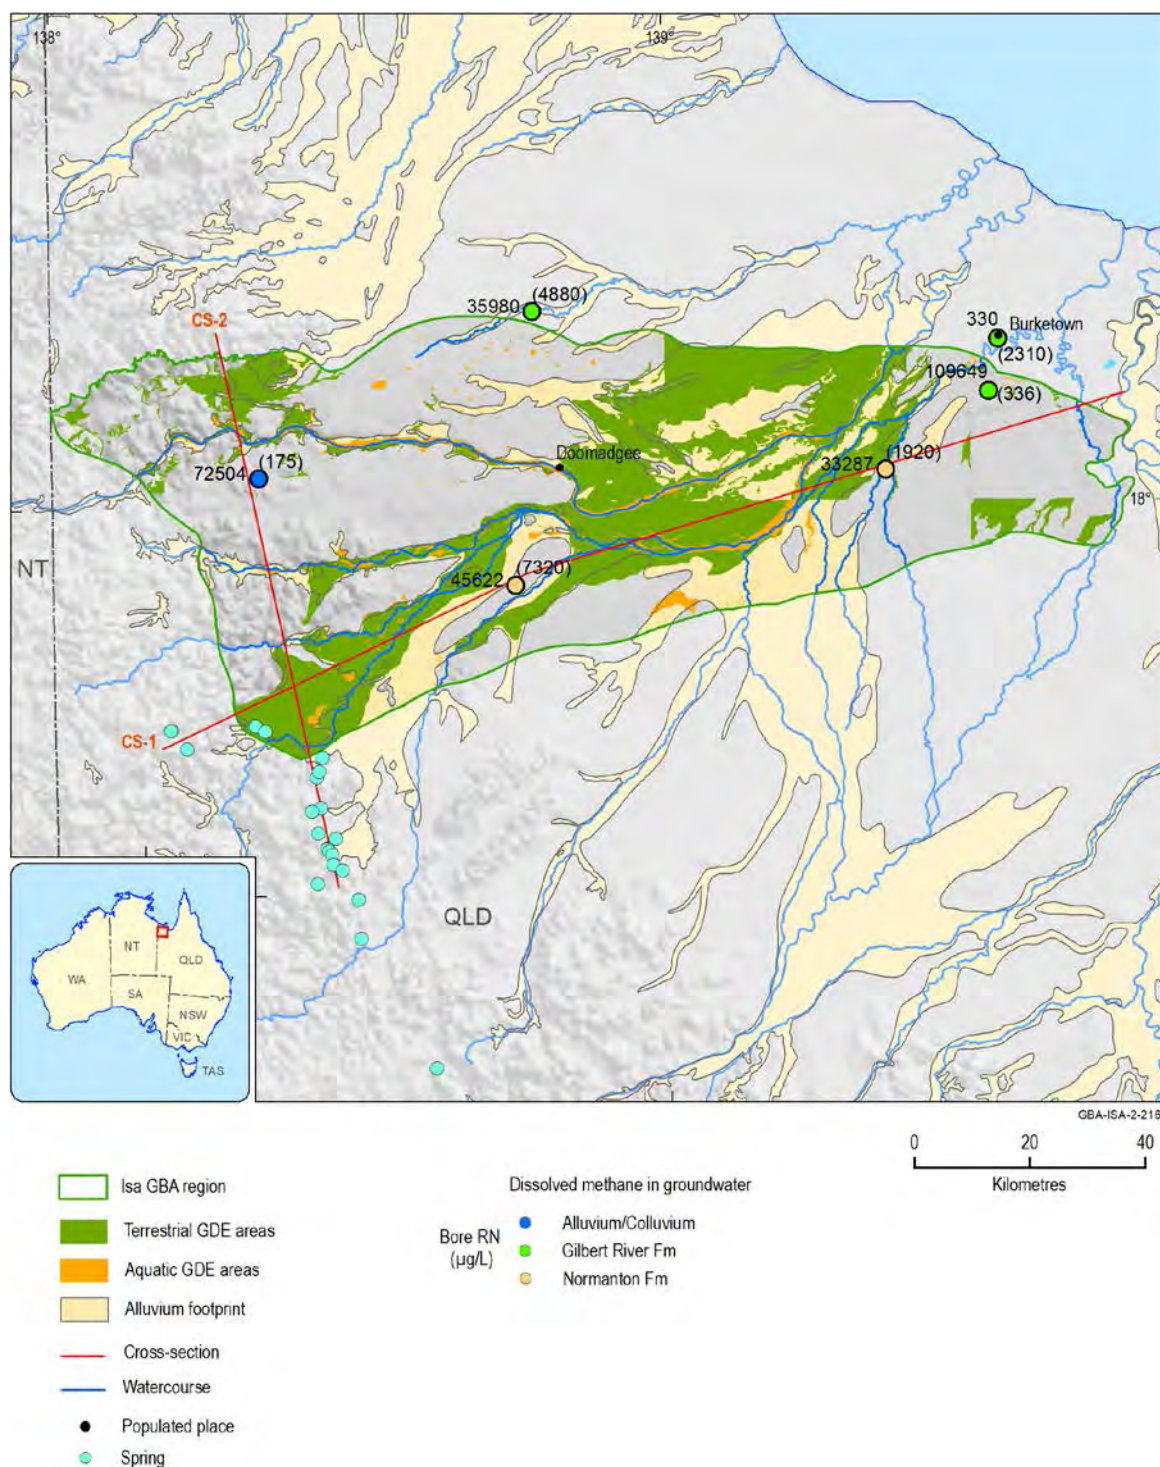 138°
139°
CS-2
35980 (4880)
330
Burketown
(2310)
109649
(336)
Doomadgee
72504 (175)
33287 (1920)
18°
NT
45622 (7320)
CS-1
QLD
NT
WA
QLD
SA
NSW
VIC
TAS
GBA-ISA-2-216
0 20 40
Kilometres
Isa GBA region
Terrestrial GDE areas
Aquatic GDE areas
Alluvium footprint
Cross-section
Watercourse
Populated place
Spring
Dissolved methane in groundwater
Bore RN
(µg/L)
Alluvium/Colluvium
Gilbert River Fm
Normanton Fm